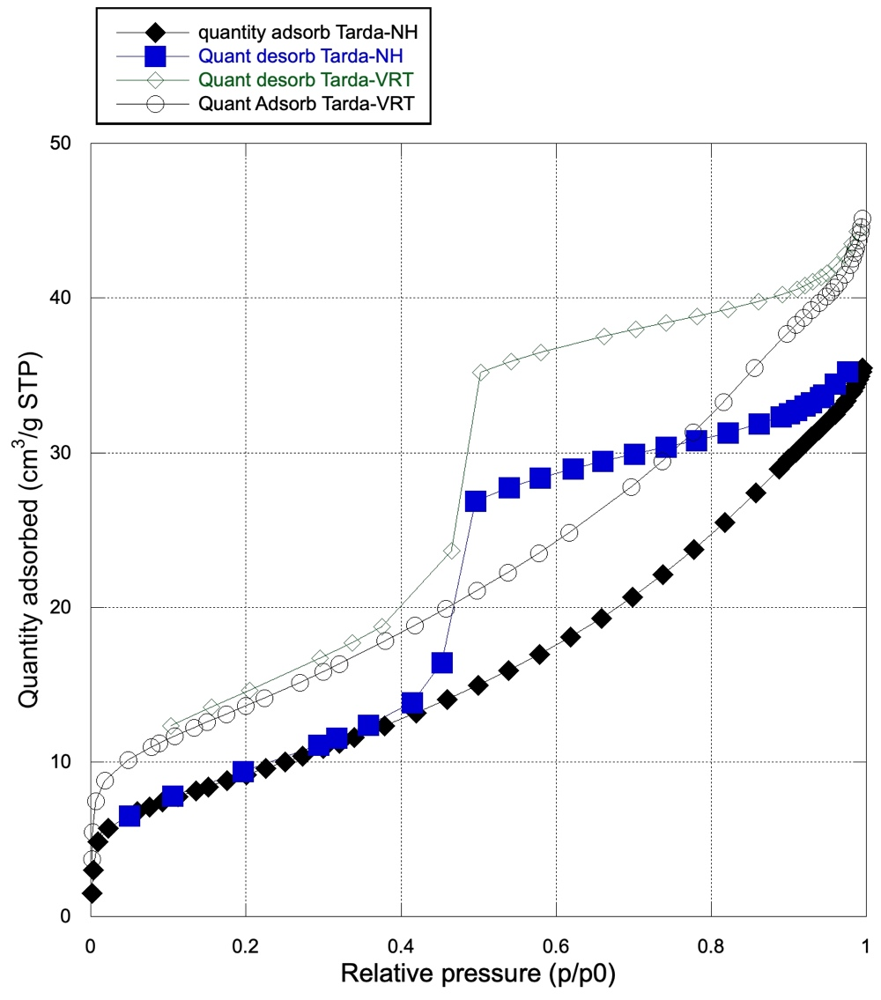 quantity adsorb Tarda-NH
Quant desorb Tarda-NH
Quant desorb Tarda-VRT
Quant Adsorb Tarda-VRT
50
40
30
20
10
0
Quantity adsorbed (cm³/g STP)
0 0.2 0.4 0.6 0.8 1
Relative pressure (p/p0)